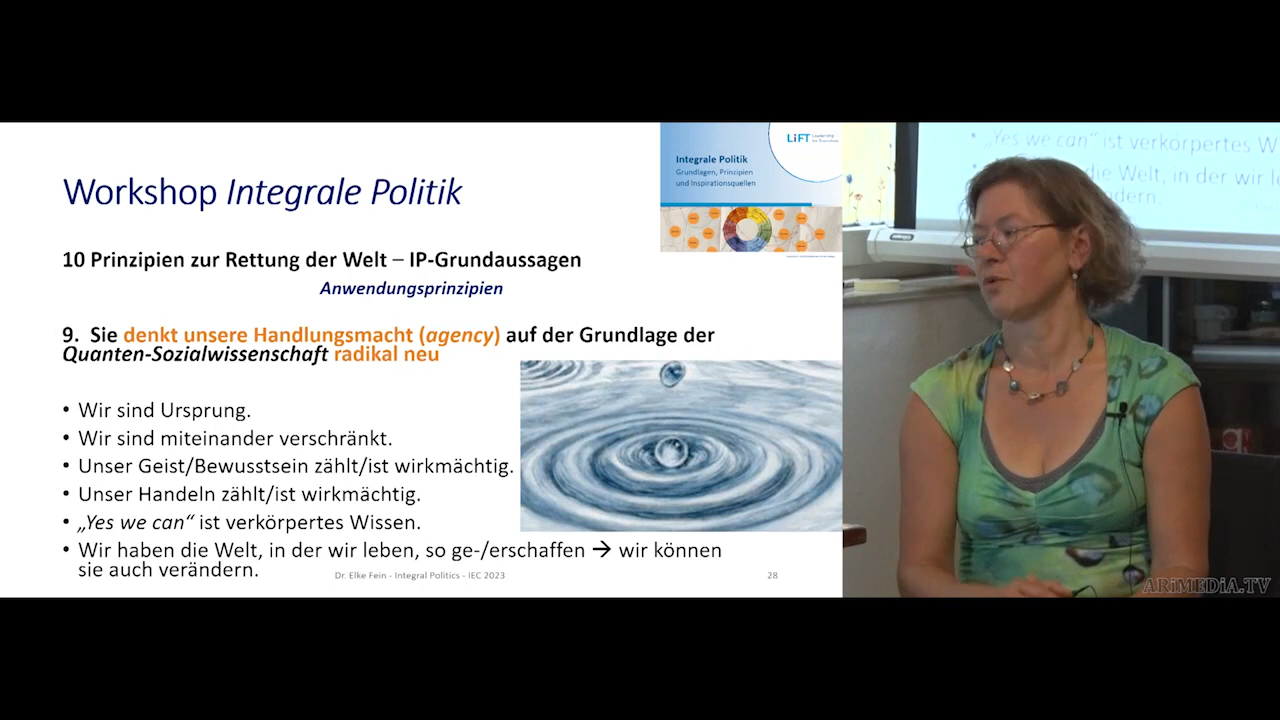 Workshop Integrale Politik
LiFT Leadership
for Transition
Integrale Politik
Grundlagen, Prinzipien
und Inspirationsquellen
10 Prinzipien zur Rettung der Welt – IP-Grundaussagen
Anwendungsprinzipien
9. Sie denkt unsere Handlungsmacht (agency) auf der Grundlage der
Quanten-Sozialwissenschaft radikal neu
• Wir sind Ursprung.
• Wir sind miteinander verschränkt.
• Unser Geist/Bewusstsein zählt/ist wirkmächtig.
• Unser Handeln zählt/ist wirkmächtig.
• „Yes we can“ ist verkörpertes Wissen.
• Wir haben die Welt, in der wir leben, so ge-/erschaffen → wir können
sie auch verändern.
Dr. Elke Fein - Integral Politics - IEC 2023
28
• „Yes we can“ ist verkörpertes W
die Welt, in der wir le
ndern.
ARiMEDiA.TV